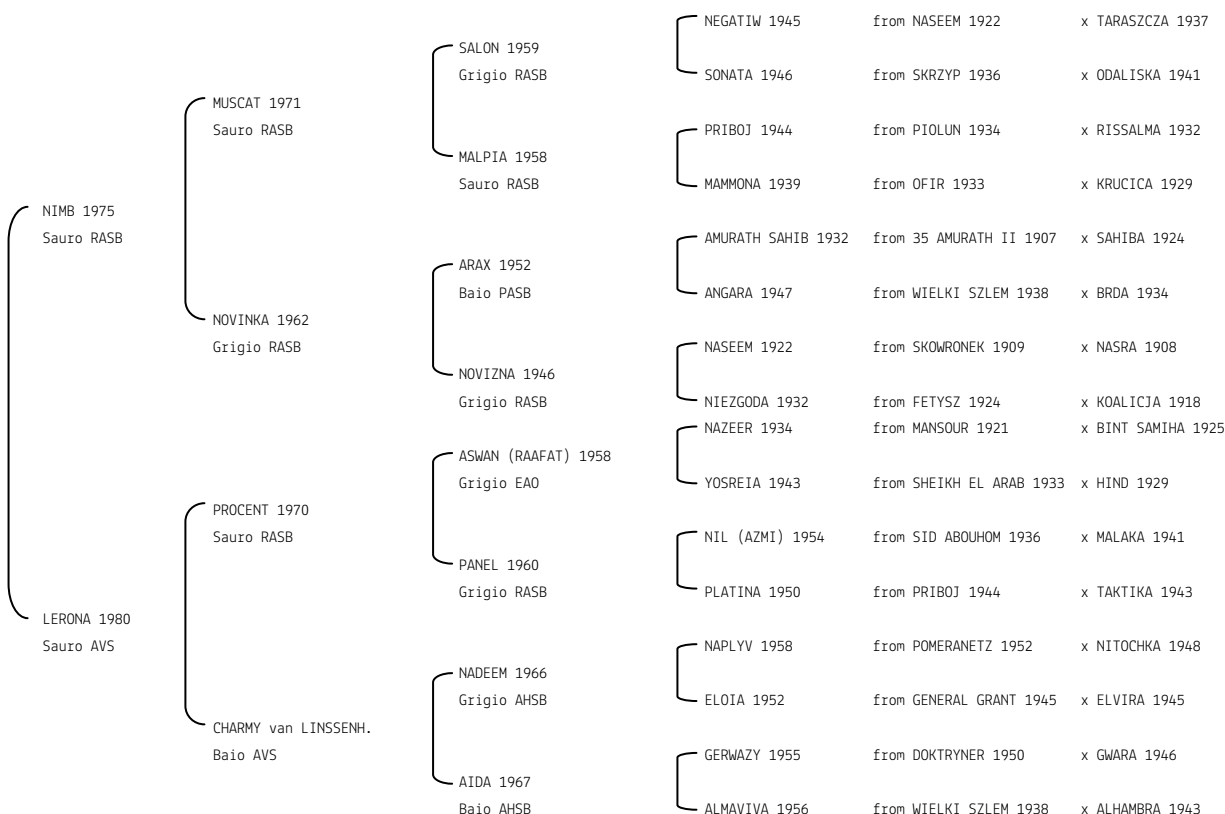 NEGATIW 1945 from NASEEM 1922 x TARASZCZA 1937
SALON 1959
Grigio RASB
SONATA 1946 from SKRZYP 1936 x ODALISKA 1941
MUSCAT 1971
Sauro RASB
PRIBOJ 1944 from PIOLUN 1934 x RISSALMA 1932
MALPIA 1958
Sauro RASB
MAMMONA 1939 from OFIR 1933 x KRUCICA 1929
NIMB 1975
Sauro RASB
AMURATH SAHIB 1932 from 35 AMURATH II 1907 x SAHIBA 1924
ARAX 1952
Baio PASB
ANGARA 1947 from WIELKI SZLEM 1938 x BRDA 1934
NOVINKA 1962
Grigio RASB
NASEEM 1922 from SKOWRONEK 1909 x NASRA 1908
NOVIZNA 1946
Grigio RASB
NIEZGODA 1932 from FETYSZ 1924 x KOALICJA 1918
NAZEER 1934 from MANSOUR 1921 x BINT SAMIHA 1925
ASWAN (RAAFAT) 1958
Grigio EAO
YOSREIA 1943 from SHEIKH EL ARAB 1933 x HIND 1929
PROCENT 1970
Sauro RASB
NIL (AZMI) 1954 from SID ABOUHOM 1936 x MALAKA 1941
PANEL 1960
Grigio RASB
PLATINA 1950 from PRIBOJ 1944 x TAKTIKA 1943
LERONA 1980
Sauro AVS
NAPLYV 1958 from POMERANETZ 1952 x NITOCHKA 1948
NADEEM 1966
Grigio AHSB
ELOIA 1952 from GENERAL GRANT 1945 x ELVIRA 1945
CHARMY van LINSSENH.
Baio AVS
GERWAZY 1955 from DOKTRYNER 1950 x GWARA 1946
AIDA 1967
Baio AHSB
ALMAVIVA 1956 from WIELKI SZLEM 1938 x ALHAMBRA 1943